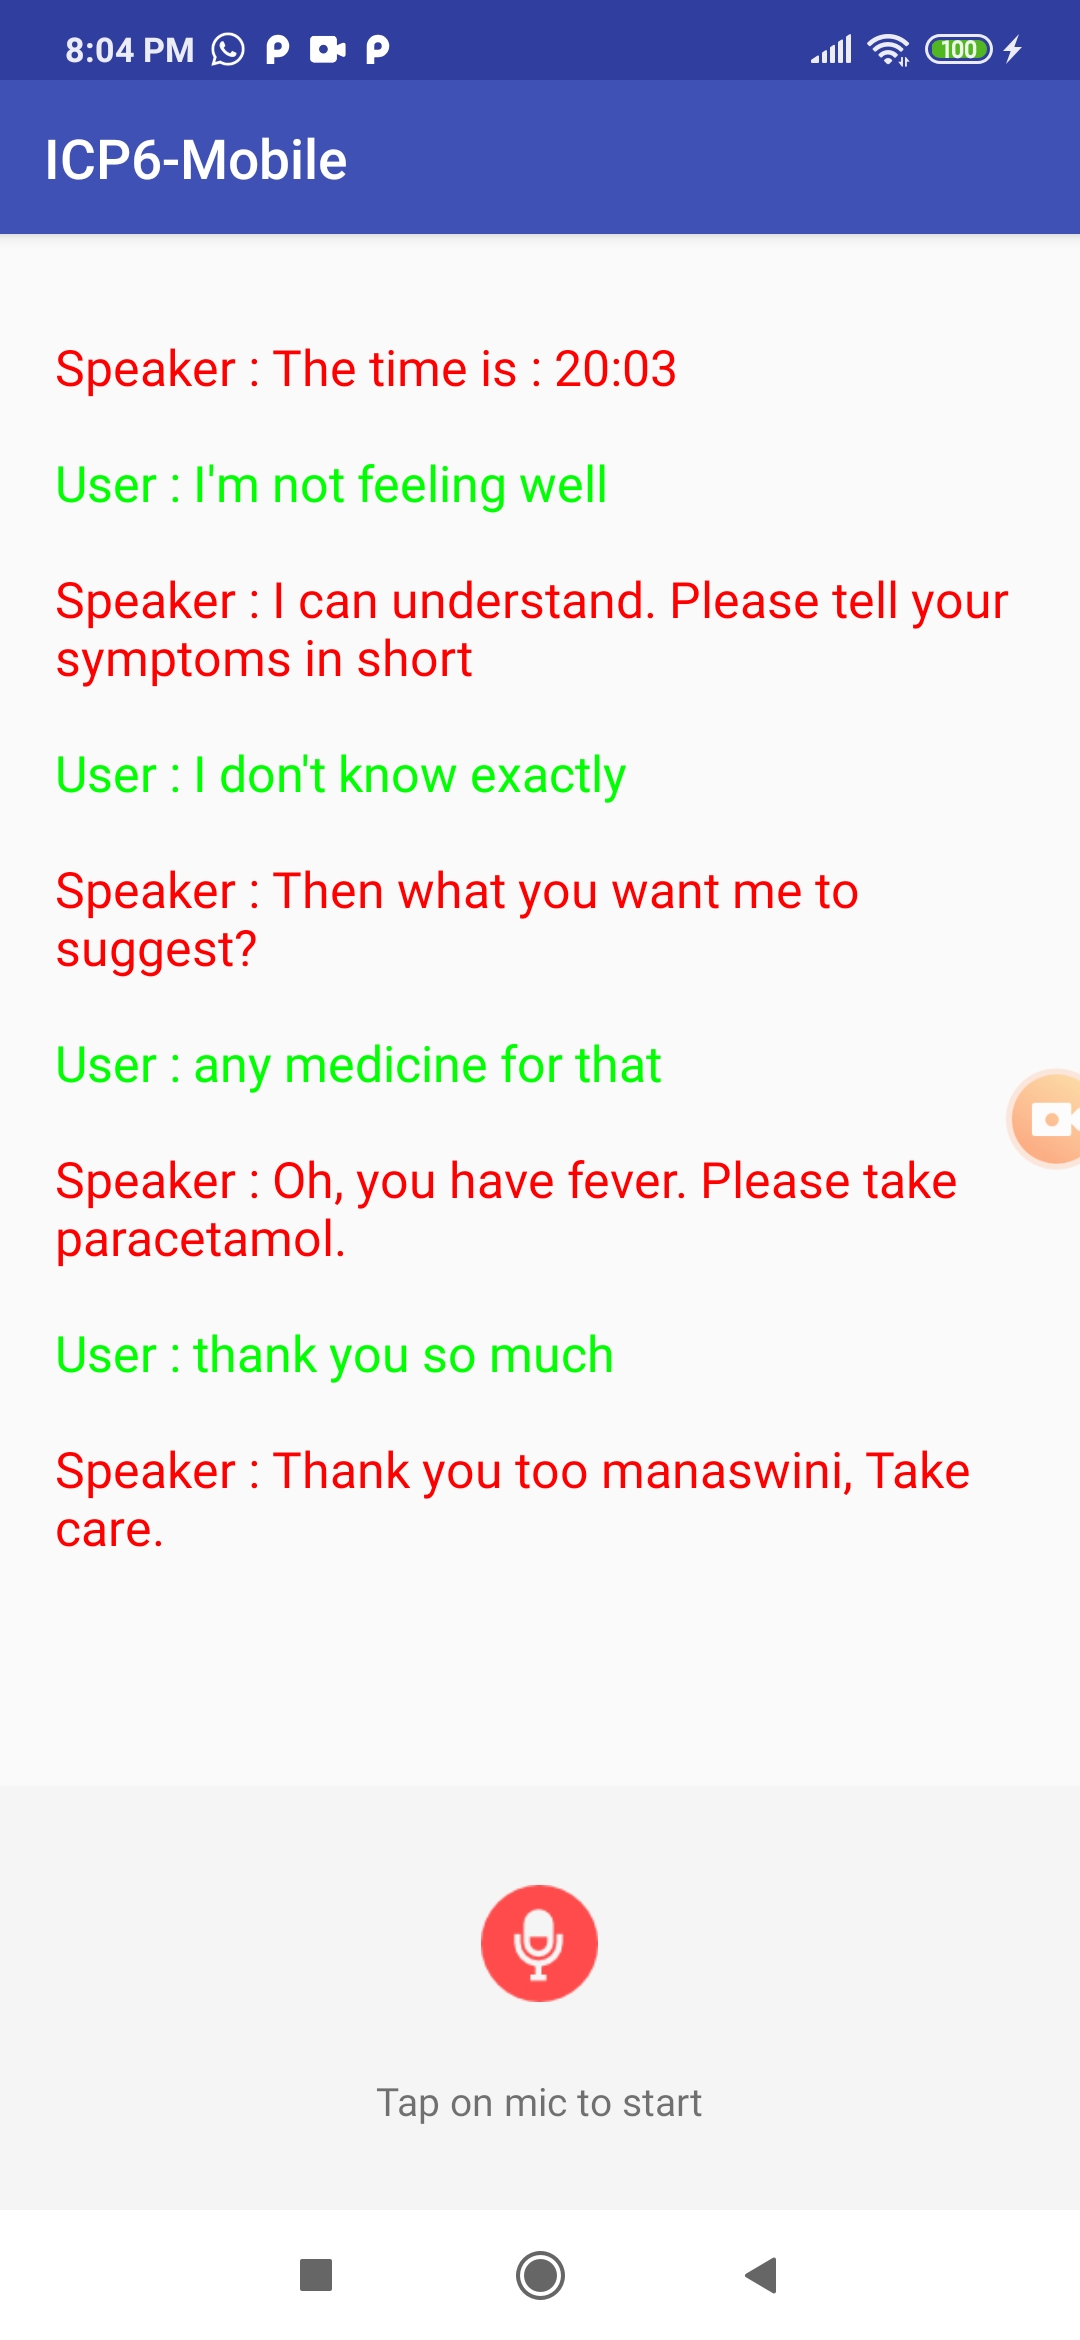 8:04 PM
100
ICP6-Mobile
Speaker : The time is : 20:03
User : I'm not feeling well
Speaker : I can understand. Please tell your
symptoms in short
User : I don't know exactly
Speaker : Then what you want me to
suggest?
User : any medicine for that
Speaker : Oh, you have fever. Please take
paracetamol.
User : thank you so much
Speaker : Thank you too manaswini, Take
care.
Tap on mic to start